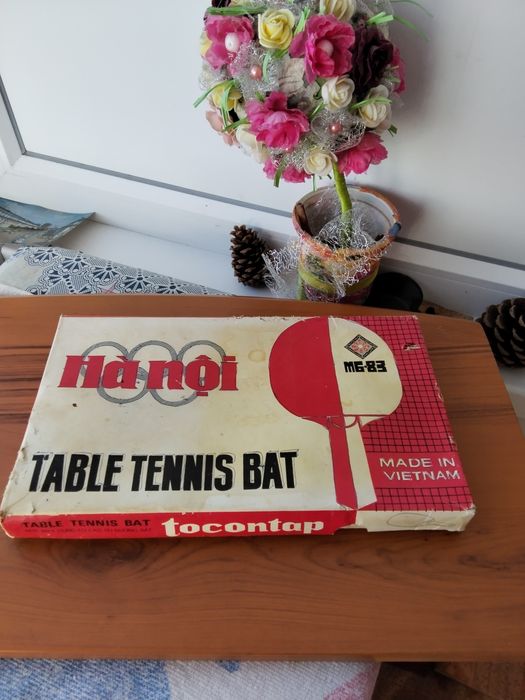 Hà nội
MG-83
TABLE TENNIS BAT
MADE IN
VIETNAM
TABLE TENNIS BAT
tocontap